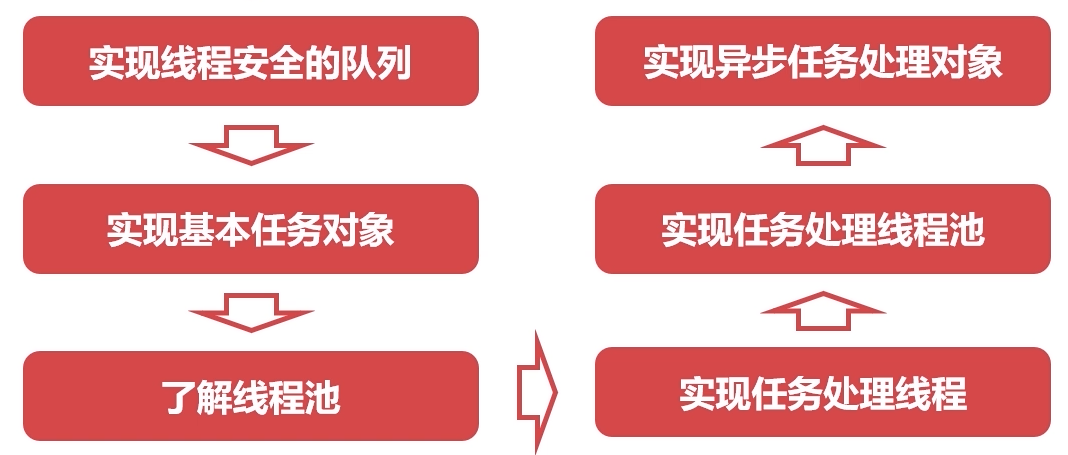 实现线程安全的队列
实现基本任务对象
了解线程池
实现任务处理线程
实现任务处理线程池
实现异步任务处理对象